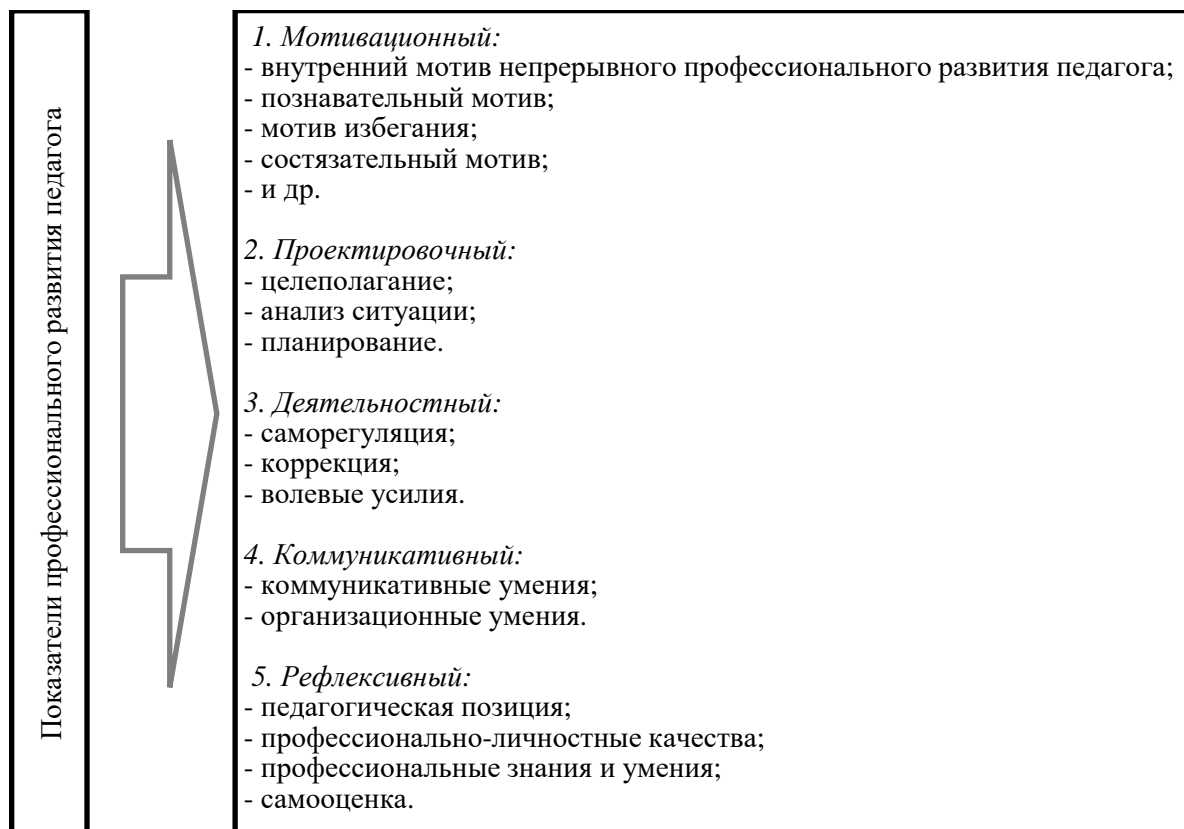 Показатели профессионального развития педагога
1. Мотивационный:
- внутренний мотив непрерывного профессионального развития педагога;
- познавательный мотив;
- мотив избегания;
- состязательный мотив;
- и др.
2. Проектировочный:
- целеполагание;
- анализ ситуации;
- планирование.
3. Деятельностный:
- саморегуляция;
- коррекция;
- волевые усилия.
4. Коммуникативный:
- коммуникативные умения;
- организационные умения.
5. Рефлексивный:
- педагогическая позиция;
- профессионально-личностные качества;
- профессиональные знания и умения;
- самооценка.